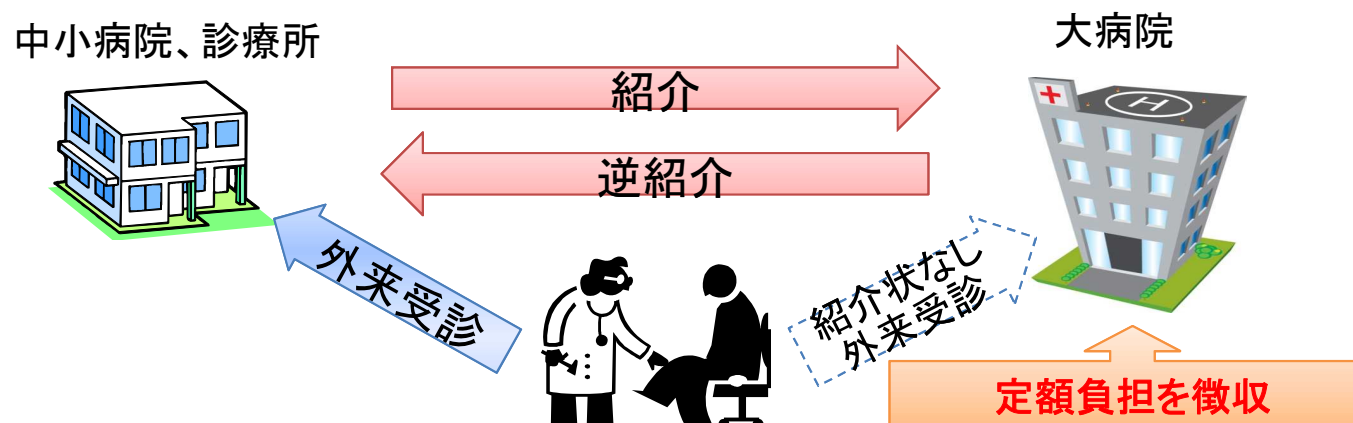 中小病院、診療所
大病院
紹介
逆紹介
外来受診
紹介状なし
外来受診
定額負担を徴収
H